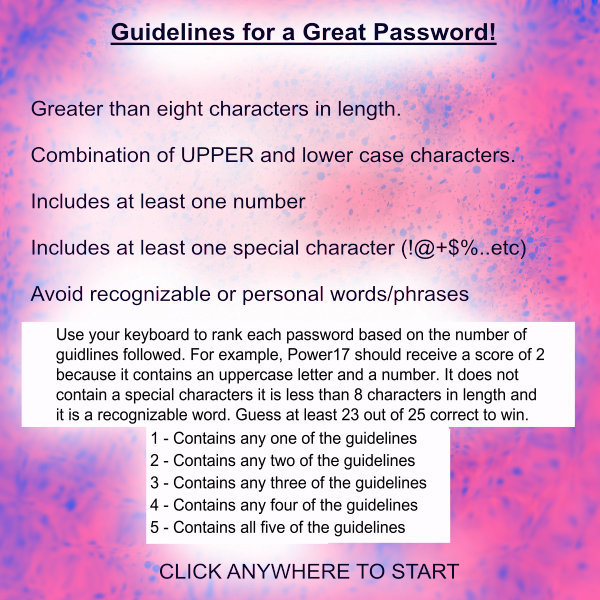 Guidelines for a Great Password!
Greater than eight characters in length.
Combination of UPPER and lower case characters.
Includes at least one number
Includes at least one special character (!@+$%..etc)
Avoid recognizable or personal words/phrases
Use your keyboard to rank each password based on the number of
guidlines followed. For example, Power17 should receive a score of 2
because it contains an uppercase letter and a number. It does not
contain a special characters it is less than 8 characters in length and
it is a recognizable word. Guess at least 23 out of 25 correct to win.
1 - Contains any one of the guidelines
2 - Contains any two of the guidelines
3 - Contains any three of the guidelines
4 - Contains any four of the guidelines
5 - Contains all five of the guidelines
CLICK ANYWHERE TO START